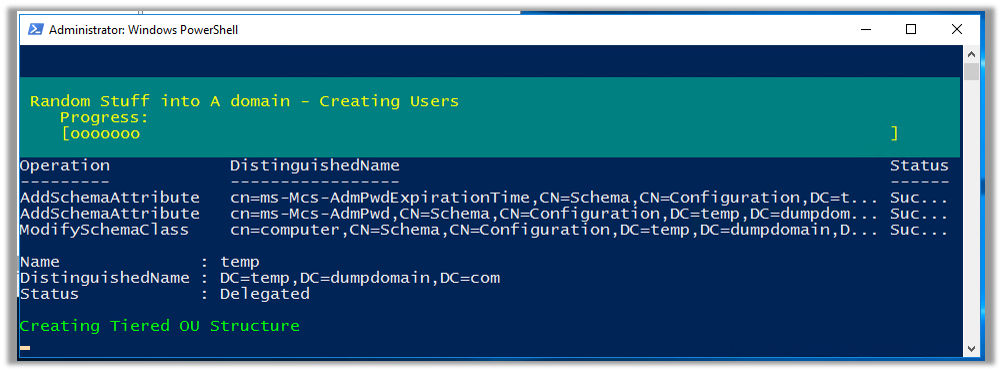 Administrator: Windows PowerShell
Random Stuff into A domain - Creating Users
Progress:
[ooooooo ]
Operation DistinguishedName Status
--------- ----------------- ------
AddSchemaAttribute cn=ms-Mcs-AdmPwdExpirationTime,CN=Schema,CN=Configuration,DC=t... Suc...
AddSchemaAttribute cn=ms-Mcs-AdmPwd,CN=Schema,CN=Configuration,DC=temp,DC=dumpdom... Suc...
ModifySchemaClass cn=computer,CN=Schema,CN=Configuration,DC=temp,DC=dumpdomain,D... Suc...
Name : temp
DistinguishedName : DC=temp,DC=dumpdomain,DC=com
Status : Delegated
Creating Tiered OU Structure